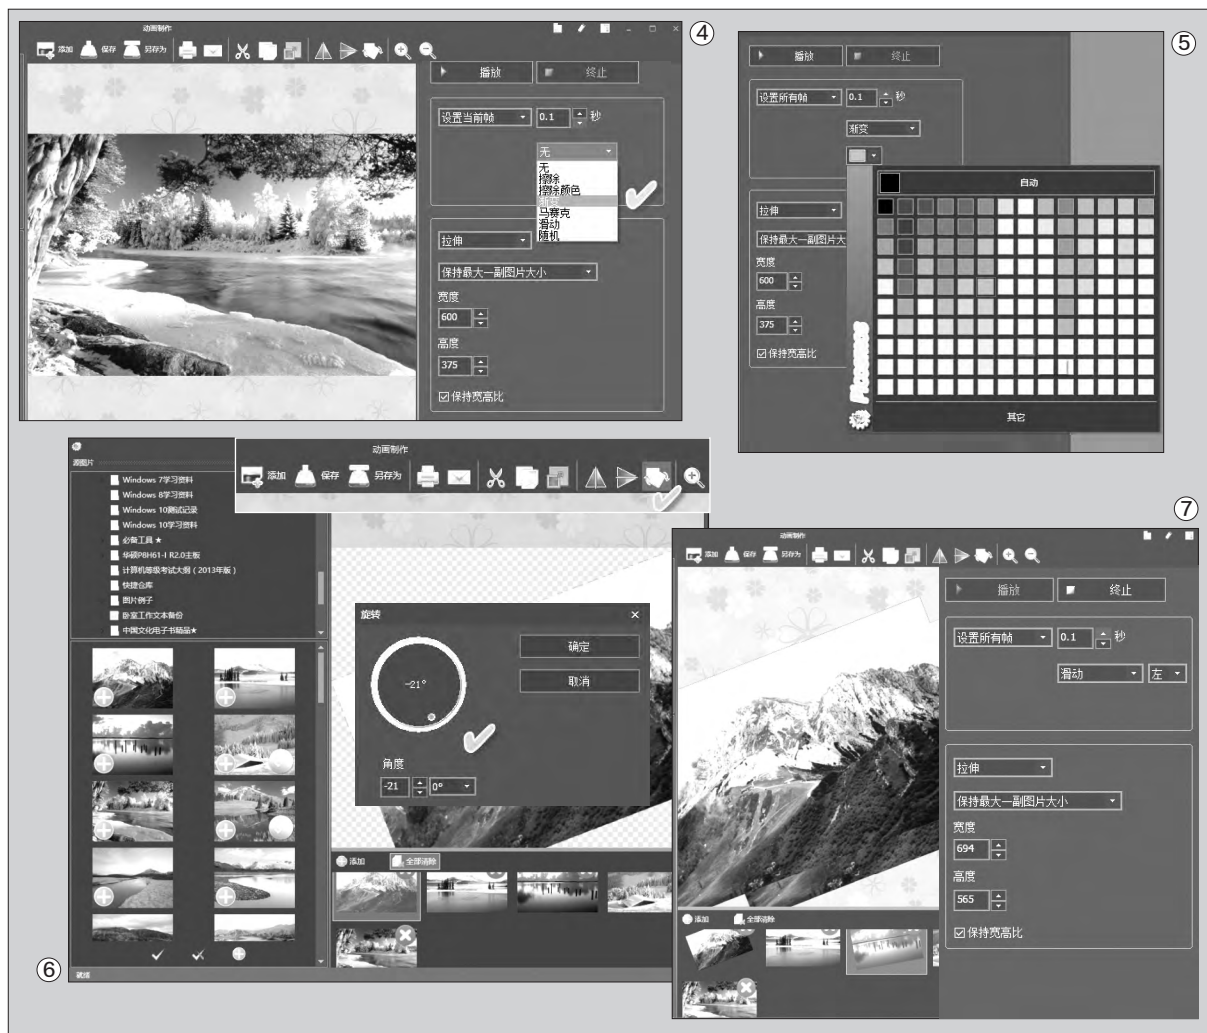 ④
动画制作
添加 保存 另存为
播放 终止
设置当前帧 0.1 秒
无
无
擦除
擦除颜色
渐变
马赛克
滑动
随机
拉伸
保持最大一副图片大小
宽度
600
高度
375
保持宽高比
⑤
播放 终止
设置所有帧 0.1 秒
渐变
自动
拉伸
保持最大一副图片大
宽度
600
高度
375
保持宽高比
其它
⑥
源图片
Windows 7学习资料
Windows 8学习资料
Windows 10测试记录
Windows 10学习资料
必备工具★
华硕P8H61-I R2.0主板
计算机等级考试大纲（2013年版）
快捷仓库
图片例子
卧室工作文本备份
中国文化电子书精品★
动画制作
添加 保存 另存为
旋转
-21°
确定
取消
角度
-21 0°
添加 全部清除
就绪
⑦
动画制作
添加 保存 另存为
播放 终止
设置所有帧 0.1 秒
滑动 左
拉伸
保持最大一副图片大小
宽度
694
高度
565
保持宽高比
添加 全部清除